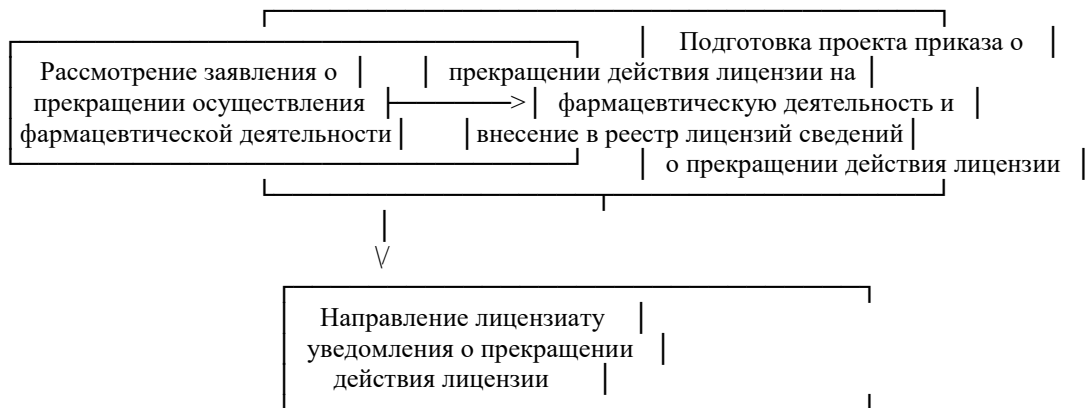 Подготовка проекта приказа о
Рассмотрение заявления о прекращении действия лицензии на
прекращении осуществления фармацевтическую деятельность и
фармацевтической деятельности внесение в реестр лицензий сведений
о прекращении действия лицензии
Направление лицензиату
уведомления о прекращении
действия лицензии